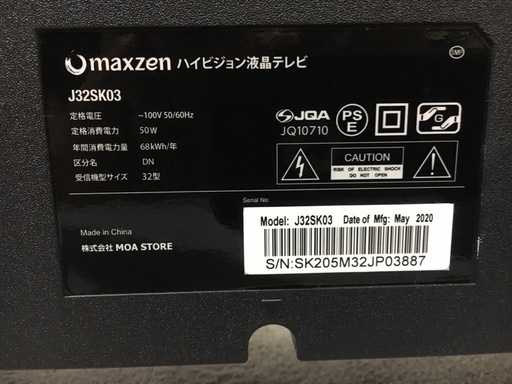 maxzen ハイビジョン液晶テレビ
J32SK03
定格電圧 ~100V 50/60Hz
定格消費電力 50W
年間消費電力量 68kWh/年
区分名 DN
受信機型サイズ 32型
SMP
JQA
JQ10710
PS
E
G
CAUTION
RISK OF ELECTRIC SHOCK
DO NOT OPEN
Made in China
株式会社 MOA STORE
Serial No:
Model: J32SK03 Date of Mfg: May 2020
S/N:SK205M32JP03887